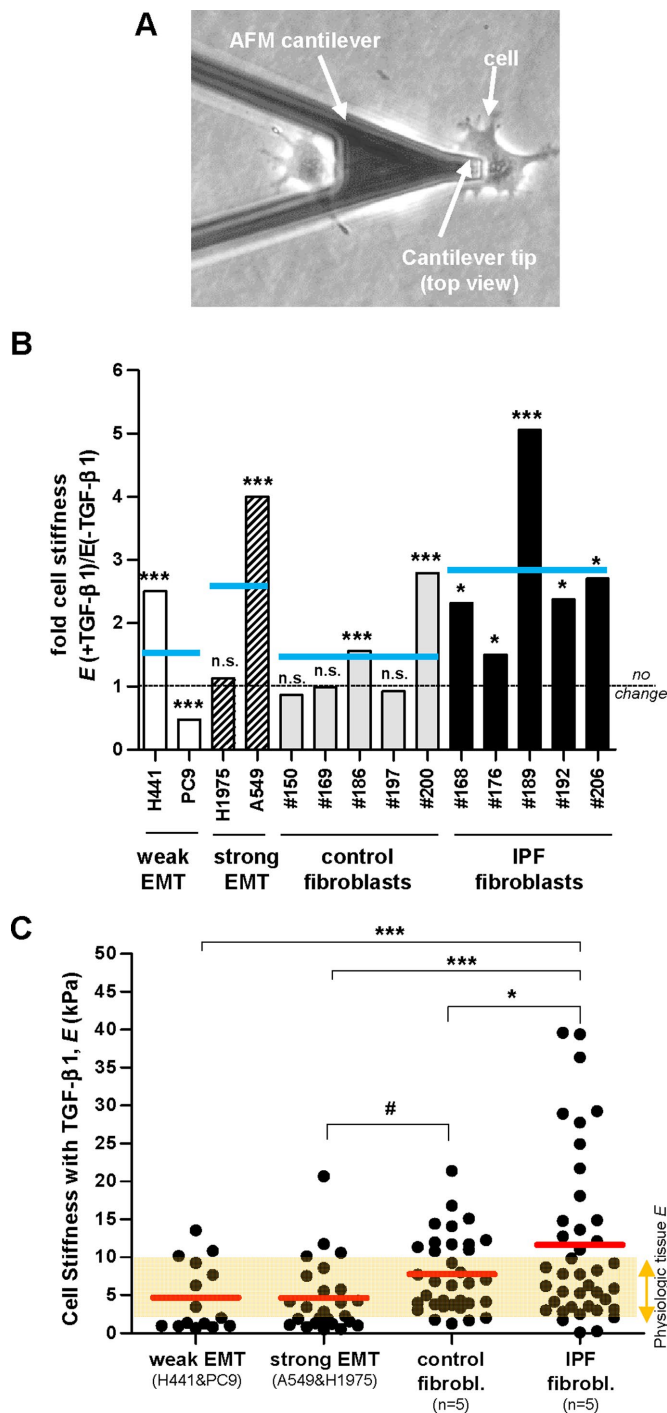 A
AFM cantilever
cell
Cantilever tip
(top view)
B
fold cell stiffness
E (+TGF-β1)/E(-TGF-β1)
6
5
4
3
2
1
0
***
***
n.s.
***
n.s.
n.s.
***
n.s.
***
*
*
***
*
*
no
change
H441
PC9
H1975
A549
#150
#169
#186
#197
#200
#168
#176
#189
#192
#206
weak
EMT
strong
EMT
control
fibroblasts
IPF
fibroblasts
C
Cell Stiffness with TGF-β1, E (kPa)
50
45
40
35
30
25
20
15
10
5
0
***
***
*
#
Physiologic tissue E
weak EMT
(H441&PC9)
strong EMT
(A549&H1975)
control
fibrobl.
(n=5)
IPF
fibrobl.
(n=5)